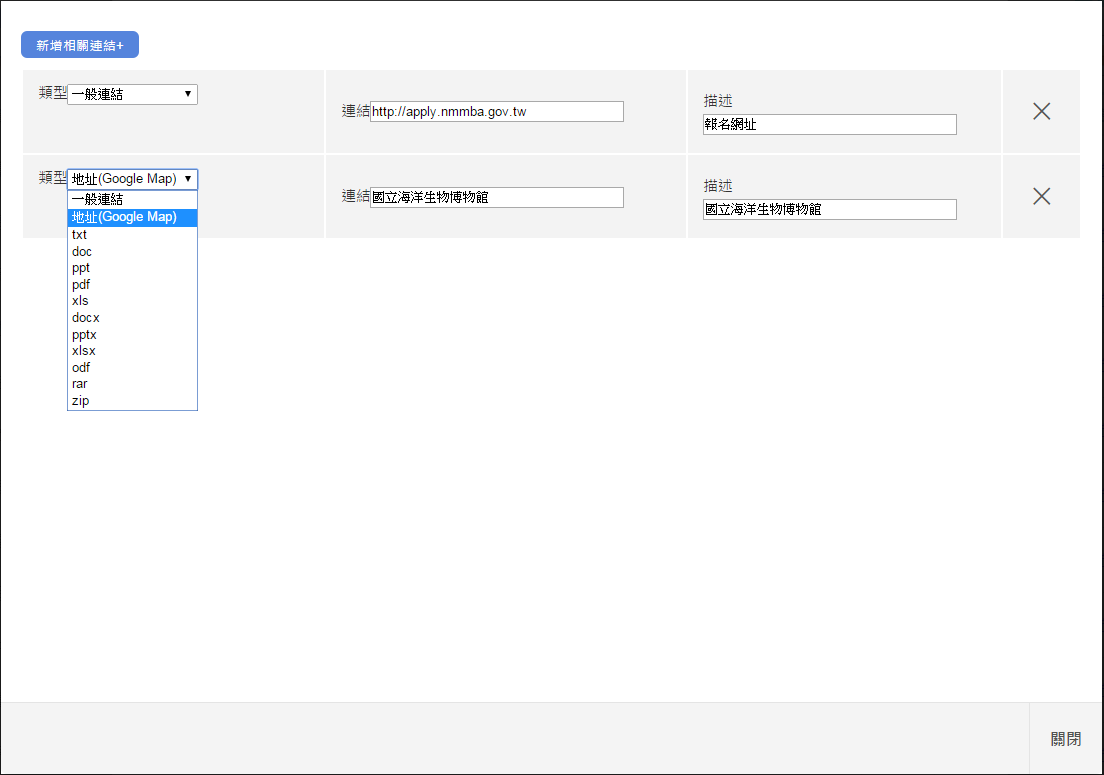 新增相關連結+
類型 一般連結 ▼
連結 http://apply.nmmba.gov.tw
描述
報名網址
類型 地址(Google Map) ▼
連結 國立海洋生物博物館
描述
國立海洋生物博物館
一般連結
地址(Google Map)
txt
doc
ppt
pdf
xls
docx
pptx
xlsx
odf
rar
zip
關閉